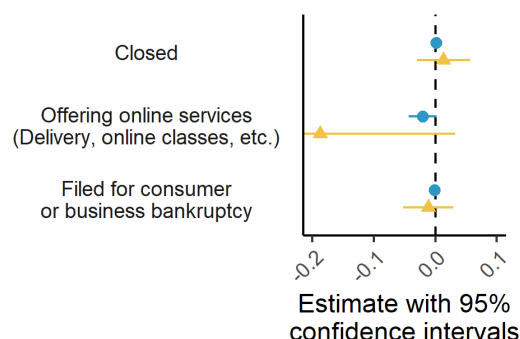 Closed
Offering online services
(Delivery, online classes, etc.)
Filed for consumer
or business bankruptcy
-0.2
-0.1
0.0
0.1
Estimate with 95%
confidence intervals